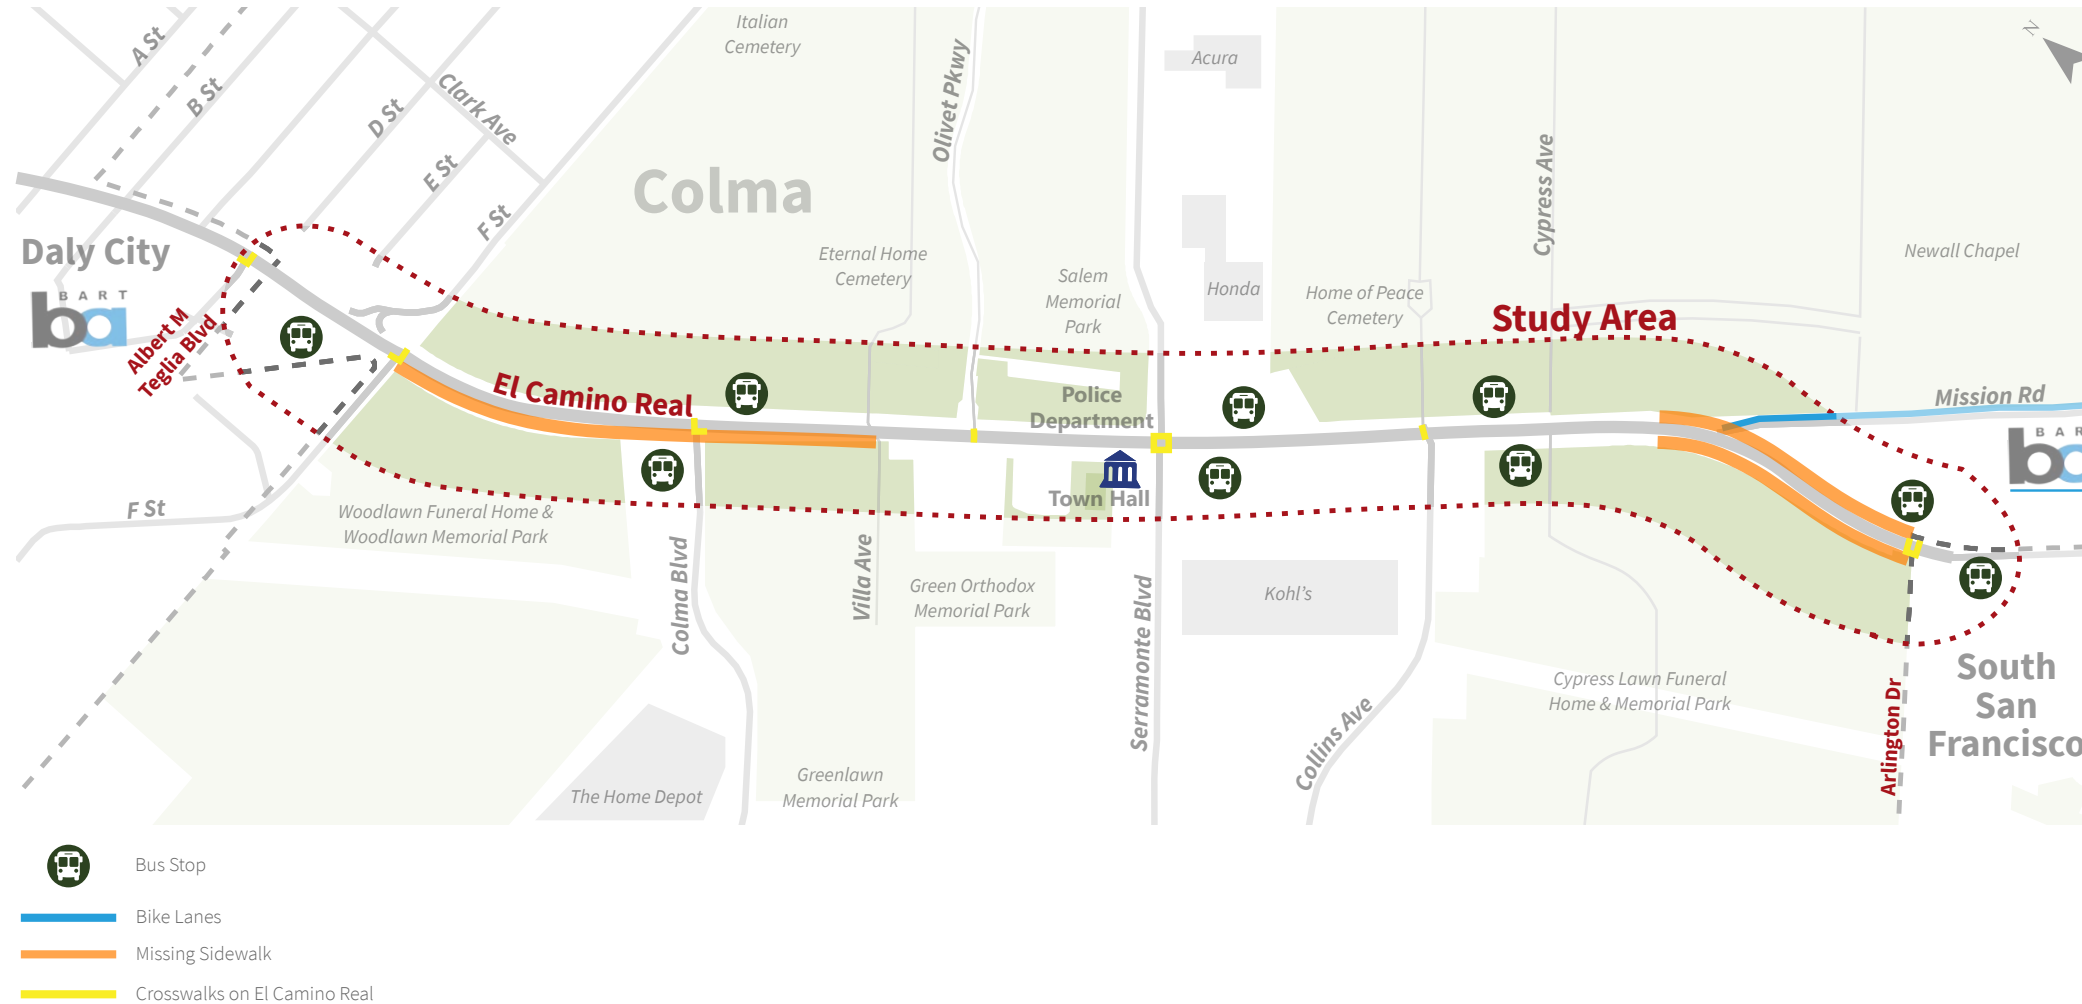 Italian
Cemetery
A St
B St
Clark Ave
D St
E St
F St
Olivet Pkwy
Acura
N
Colma
Cypress Ave
Daly City
BART
ba
Albert M
Teglia Blvd
Eternal Home
Cemetery
Salem
Memorial
Park
Honda
Home of Peace
Cemetery
Study Area
Newall Chapel
El Camino Real
Police
Department
Mission Rd
BAR
Town Hall
F St
Woodlawn Funeral Home &
Woodlawn Memorial Park
Colma Blvd
Villa Ave
Green Orthodox
Memorial Park
Serramonte Blvd
Kohl's
Collins Ave
Cypress Lawn Funeral
Home & Memorial Park
Arlington Dr
South
San
Francisco
The Home Depot
Greenlawn
Memorial Park
Bus Stop
Bike Lanes
Missing Sidewalk
Crosswalks on El Camino Real